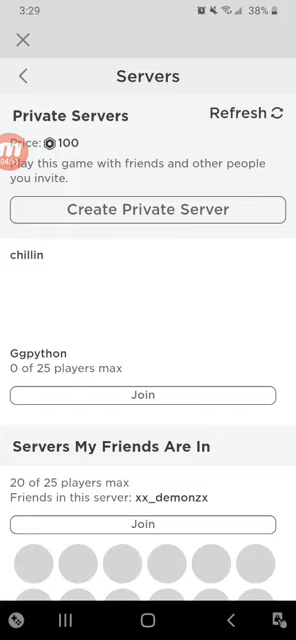 3:29
38%
Servers
Private Servers
Refresh
Price: 100
Play this game with friends and other people
you invite.
Create Private Server
chillin
Ggpython
0 of 25 players max
Join
Servers My Friends Are In
20 of 25 players max
Friends in this server: xx_demonzx
Join